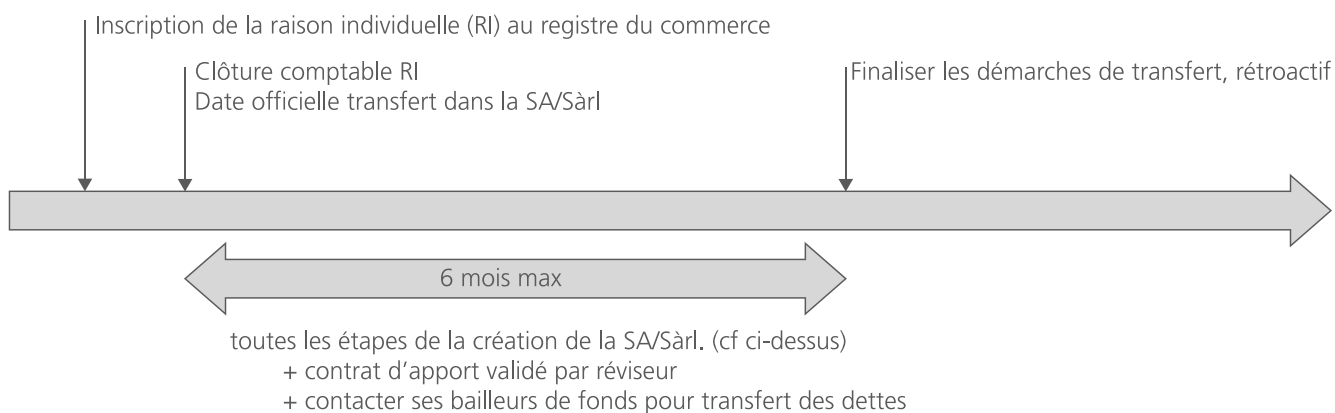 Inscription de la raison individuelle (RI) au registre du commerce
Clôture comptable RI
Date officielle transfert dans la SA/Sàrl
Finaliser les démarches de transfert, rétroactif
6 mois max
toutes les étapes de la création de la SA/Sàrl. (cf ci-dessus)
+ contrat d'apport validé par réviseur
+ contacter ses bailleurs de fonds pour transfert des dettes